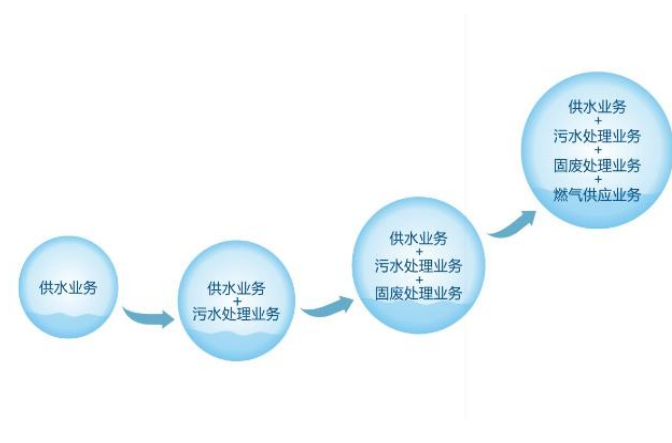 供水业务
供水业务
+
污水处理业务
供水业务
+
污水处理业务
+
固废处理业务
供水业务
+
污水处理业务
+
固废处理业务
+
燃气供应业务